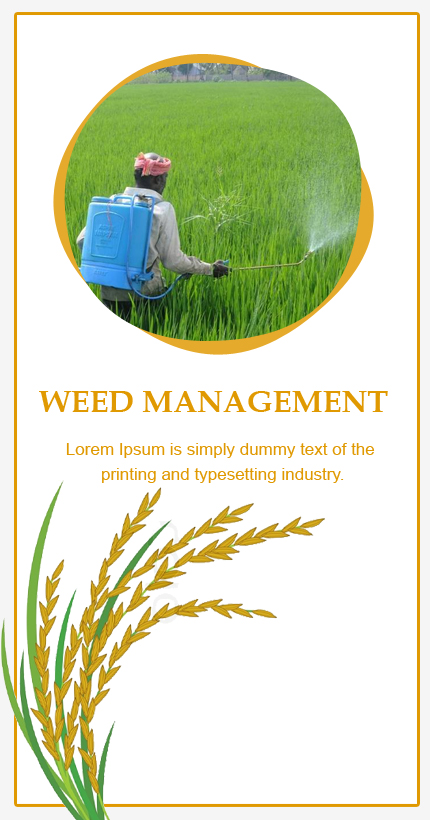 WEED MANAGEMENT
Lorem Ipsum is simply dummy text of the
printing and typesetting industry.